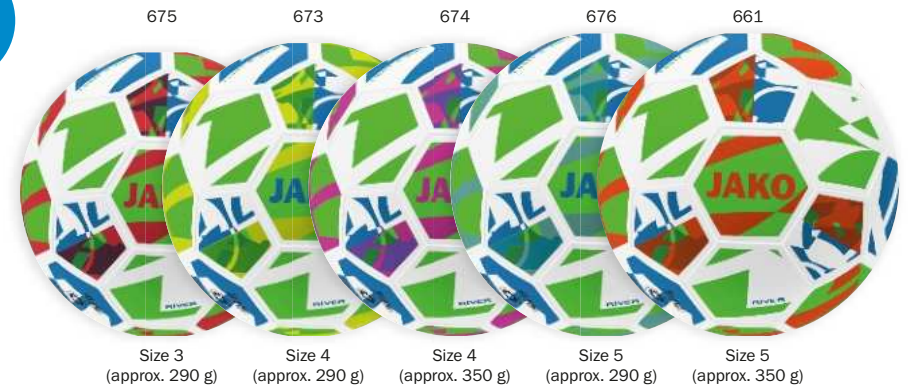 675 673 674 676 661
JA JA JA JA JAKO
RIVER RIVER RIVER RIVER
Size 3 Size 4 Size 4 Size 5 Size 5
(approx. 290 g) (approx. 290 g) (approx. 350 g) (approx. 290 g) (approx. 350 g)